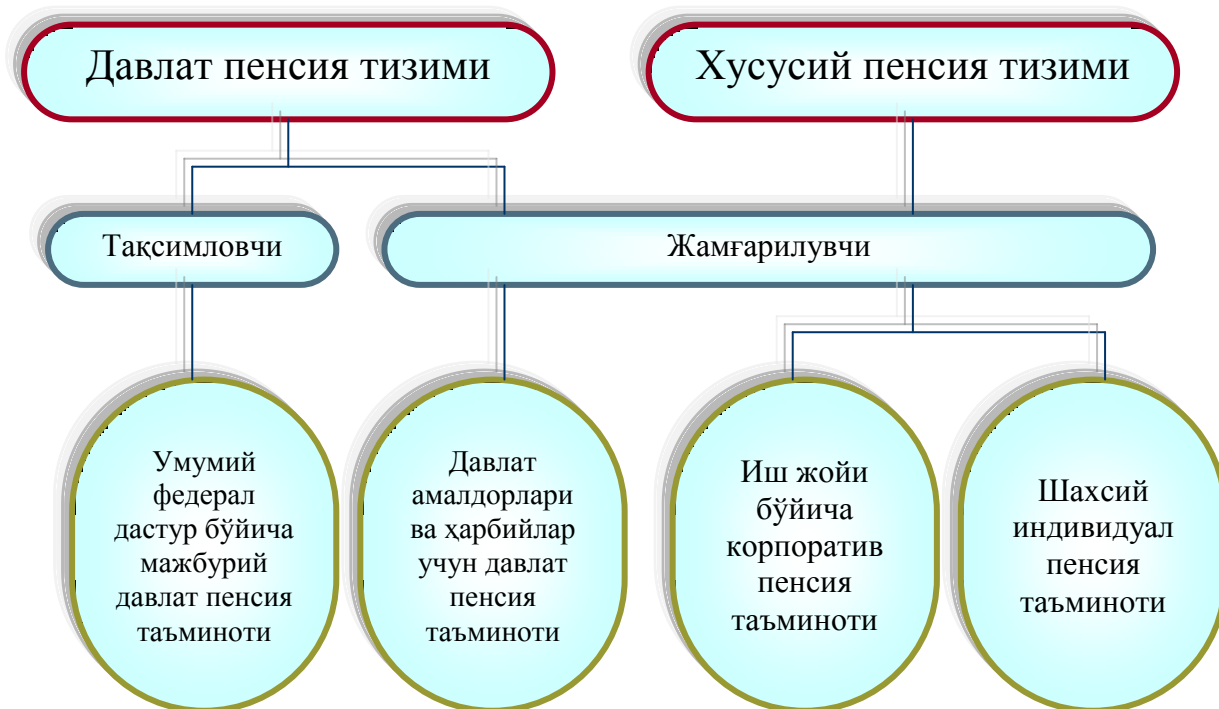 Давлат пенсия тизими
Хусусий пенсия тизими
Тақсимловчи
Жамғарилувчи
Умумий
федерал
дастур бўйича
мажбурий
давлат пенсия
таъминоти
Давлат
амалдорлари
ва ҳарбийлар
учун давлат
пенсия
таъминоти
Иш жойи
бўйича
корпоратив
пенсия
таъминоти
Шахсий
индивидуал
пенсия
таъминоти